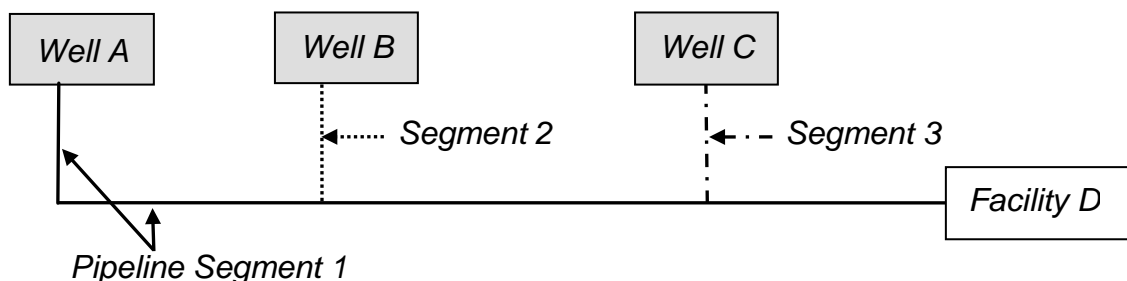 Well A
Well B
Well C
Segment 2
Segment 3
Facility D
Pipeline Segment 1